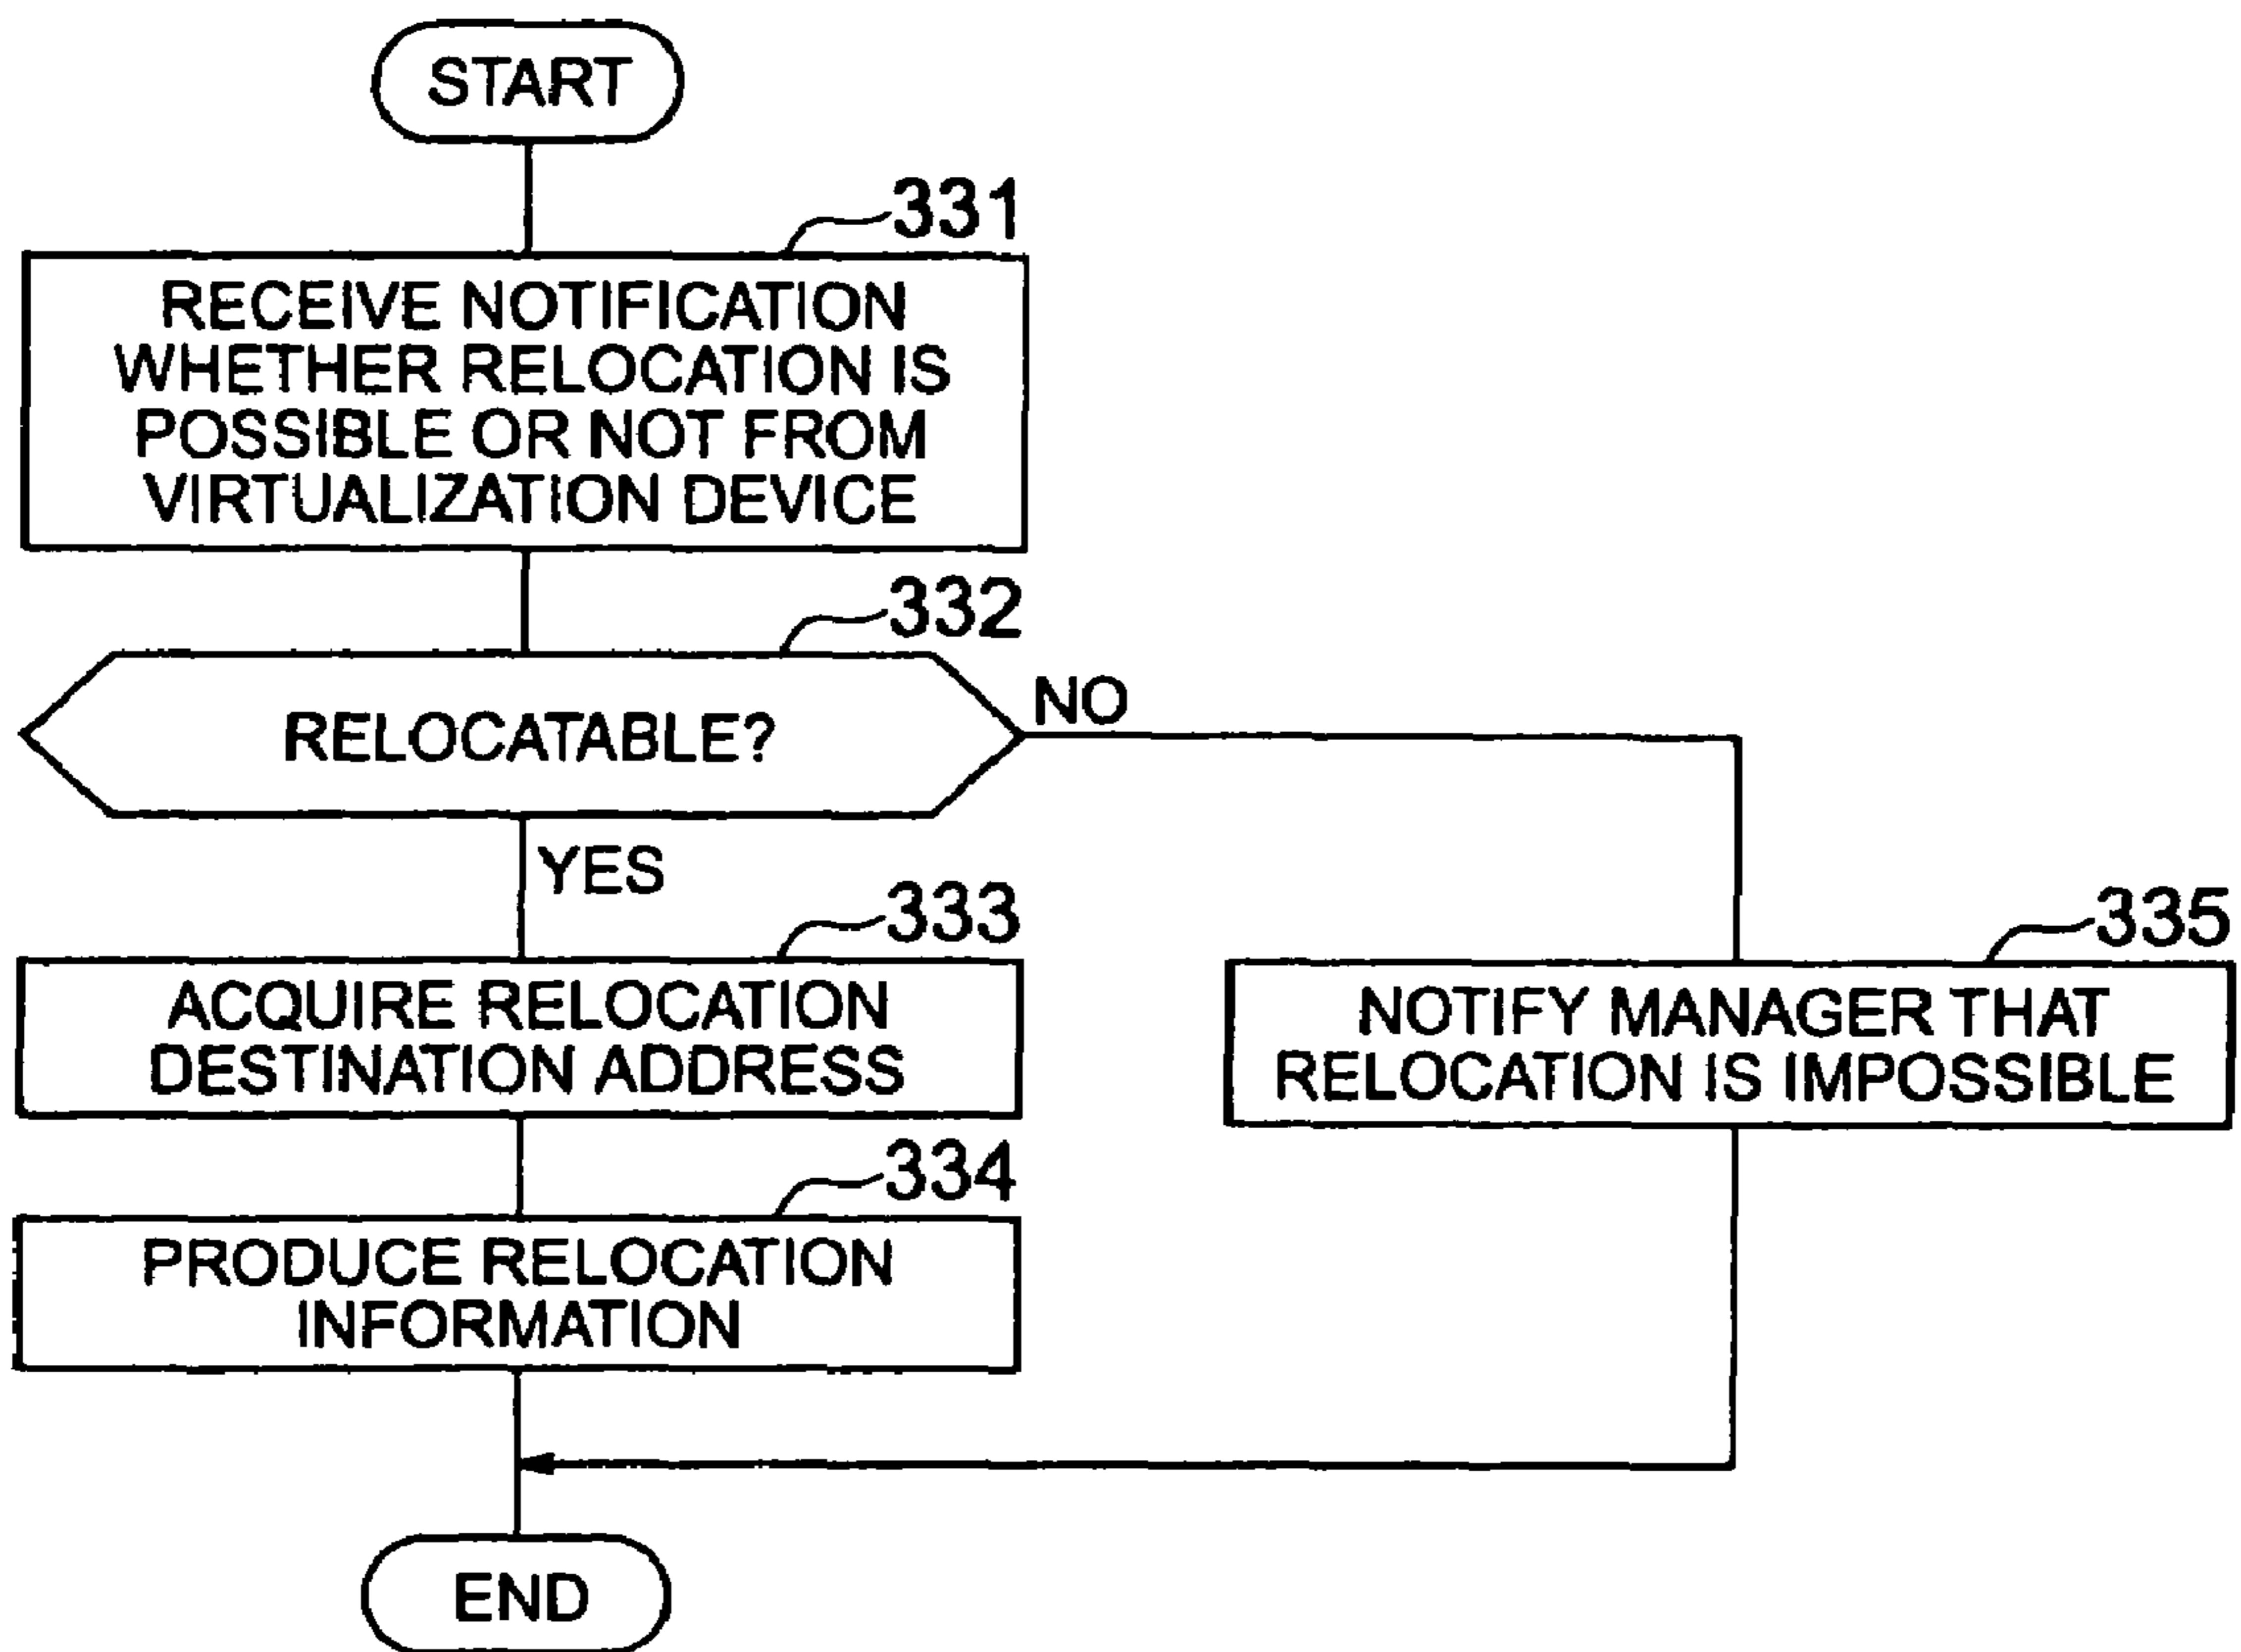 START
331
RECEIVE NOTIFICATION
WHETHER RELOCATION IS
POSSIBLE OR NOT FROM
VIRTUALIZATION DEVICE
332
RELOCATABLE?
NO
YES
333
ACQUIRE RELOCATION
DESTINATION ADDRESS
335
NOTIFY MANAGER THAT
RELOCATION IS IMPOSSIBLE
334
PRODUCE RELOCATION
INFORMATION
END